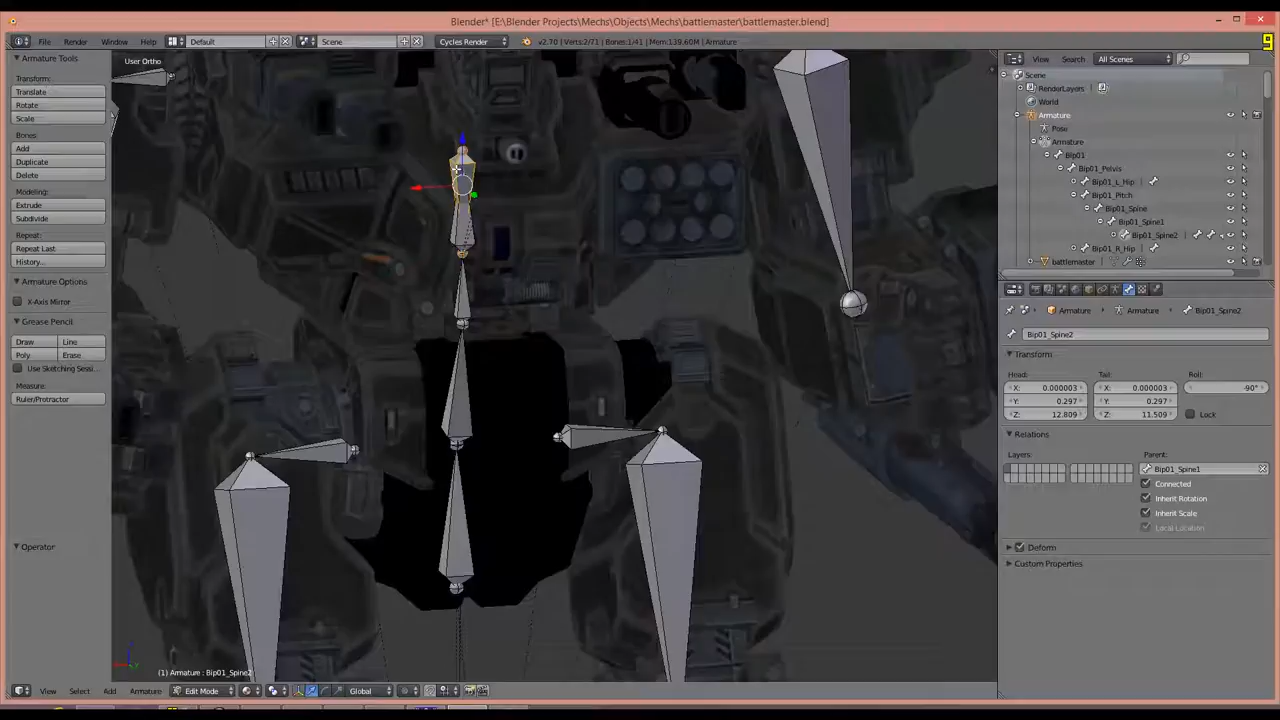 Blender* [E:\Blender Projects\Mechs\Objects\Mechs\battlemaster\battlemaster.blend]
File Render Window Help Default Scene Cycles Render v2.70 | Verts:2/71 | Bones:1/41 | Mem:139.60M | Armature
9
Armature Tools
Transform:
Translate
Rotate
Scale
Bones:
Add
Duplicate
Delete
Modeling:
Extrude
Subdivide
Repeat:
Repeat Last
History...
Armature Options
X-Axis Mirror
Grease Pencil
Draw Line
Poly Erase
Use Sketching Sessi...
Measure:
Ruler/Protractor
Operator
User Ortho
(1) Armature : Bip01_Spine2
View Select Add Armature Edit Mode Global
View Search All Scenes
Scene
RenderLayers
World
Armature
Pose
Armature
Bip01
Bip01_Pelvis
Bip01_L_Hip
Bip01_Pitch
Bip01_Spine
Bip01_Spine1
Bip01_Spine2
Bip01_R_Hip
battlemaster
Armature Armature Bip01_Spine2
Bip01_Spine2
Transform
Head: Tail: Roll:
X: 0.000003 X: 0.000003 -90°
Y: 0.297 Y: 0.297
Z: 12.809 Z: 11.509 Lock
Relations
Layers: Parent:
Bip01_Spine1
Connected
Inherit Rotation
Inherit Scale
Local Location
Deform
Custom Properties